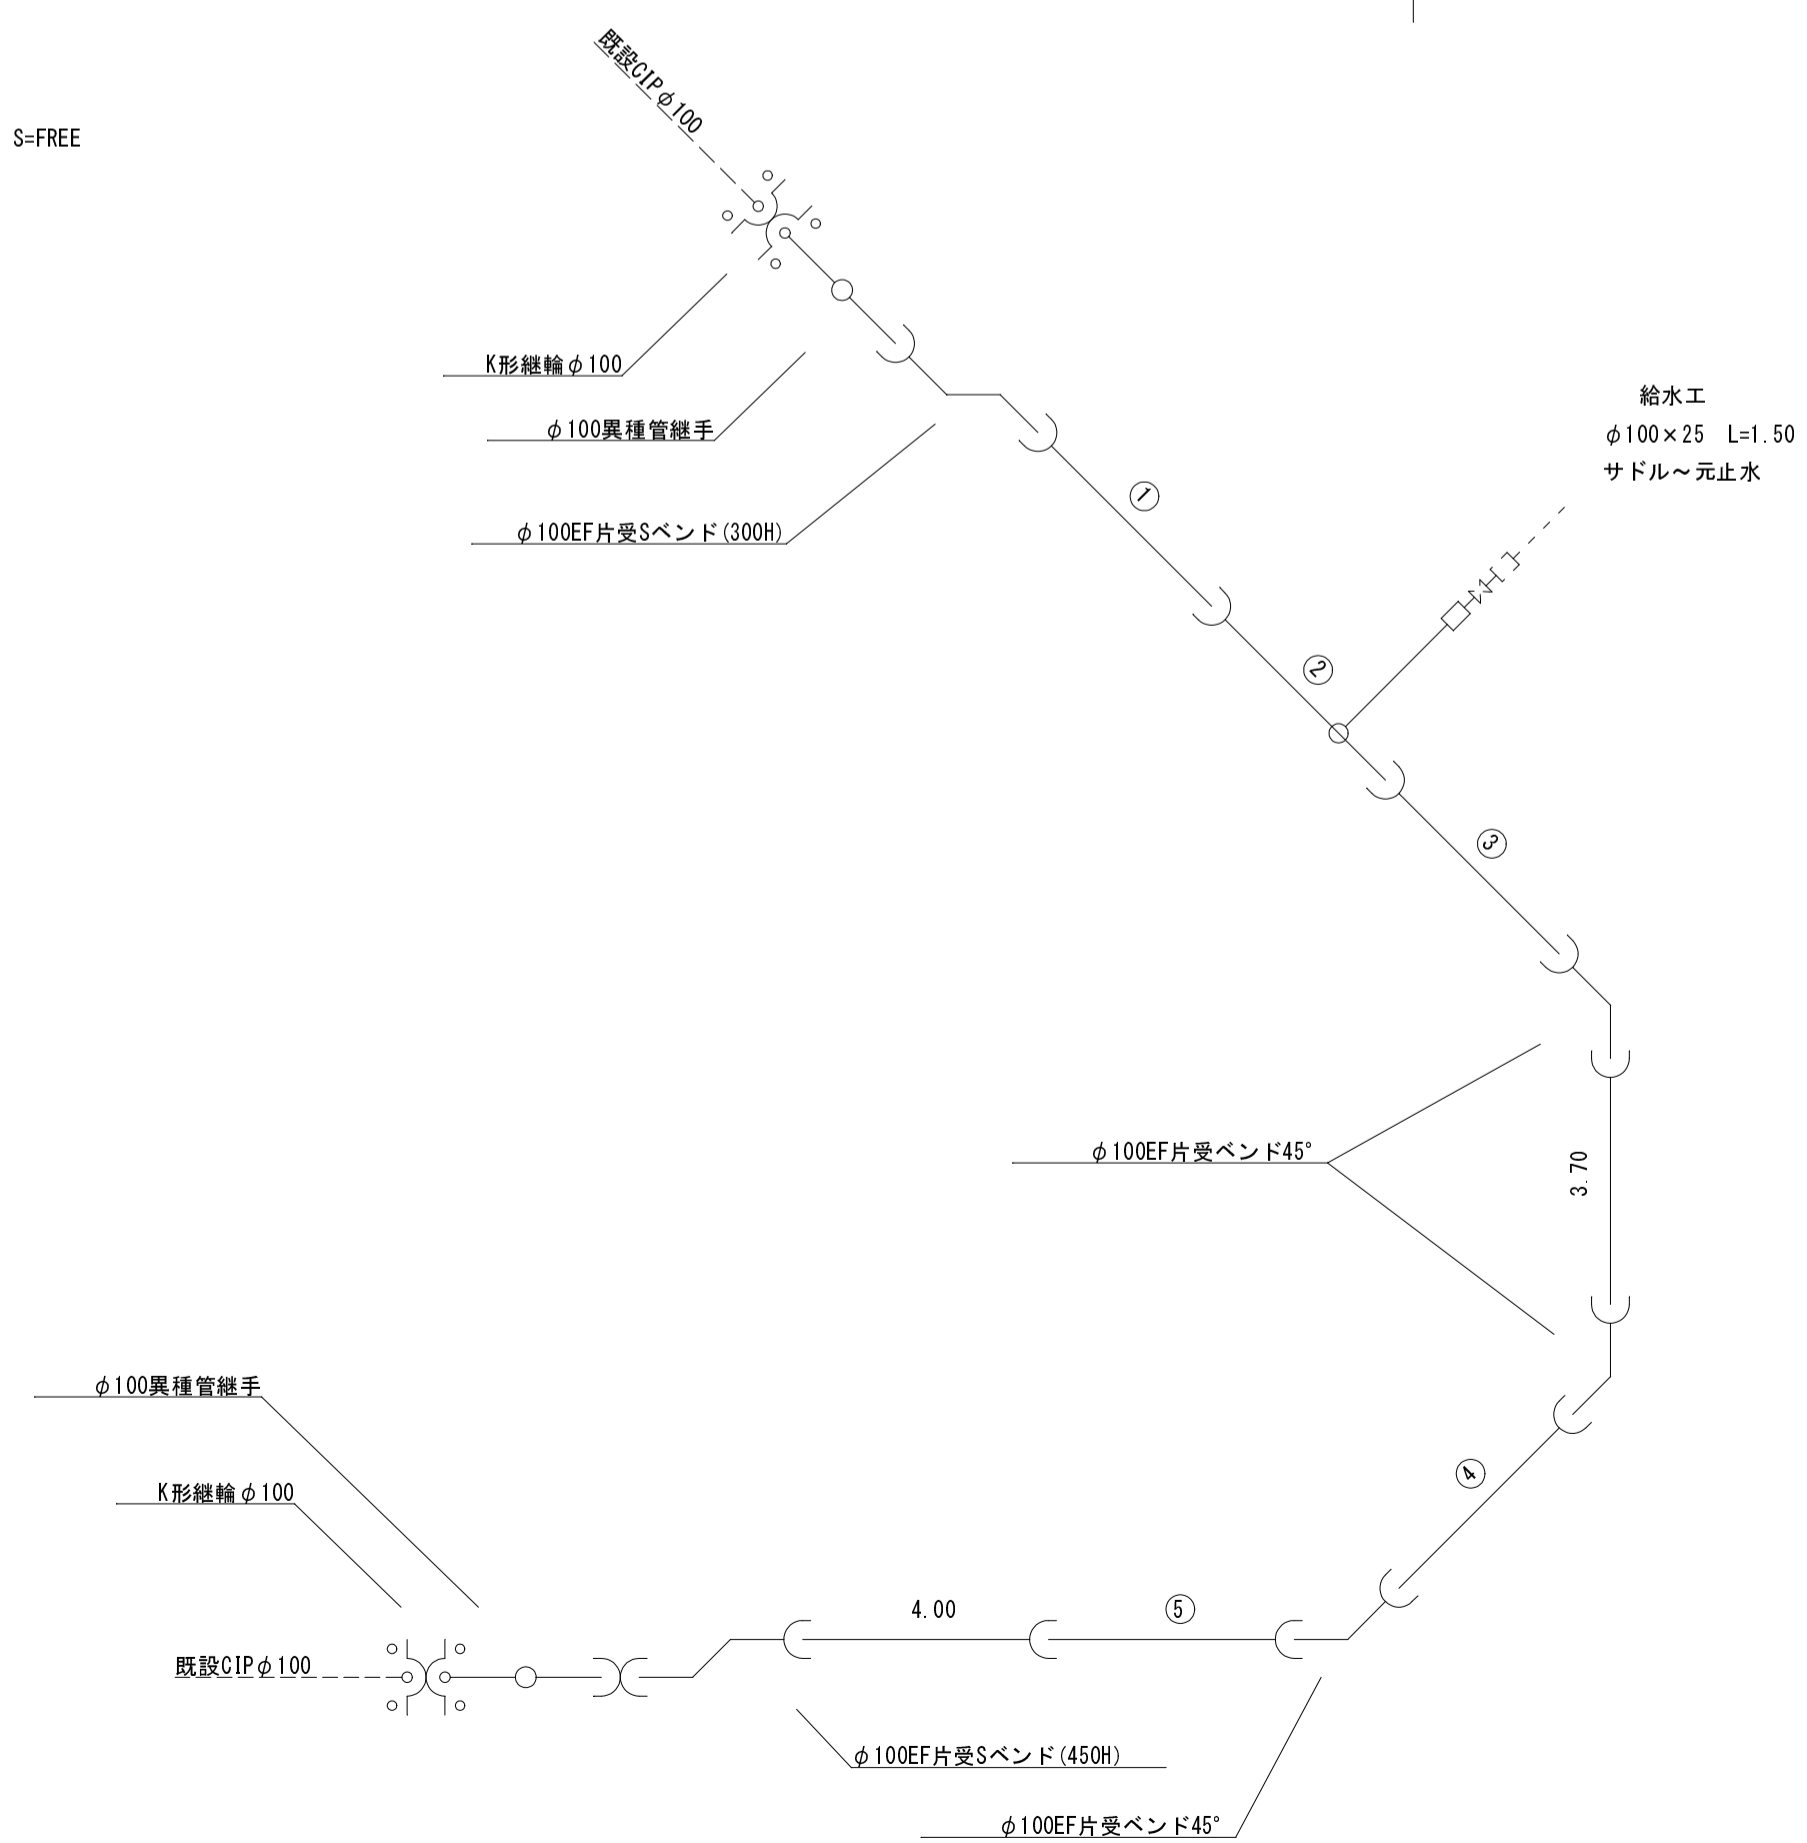 既設CIPφ100
S=FREE
K形継輪φ100
給水工
φ100異種管継手
φ100×25 L=1.50
サドル～元止水
①
φ100EF片受Sベンド(300H)
②
③
φ100EF片受ベンド45°
3.70
φ100異種管継手
④
K形継輪φ100
4.00
⑤
既設CIPφ100
φ100EF片受Sベンド(450H)
φ100EF片受ベンド45°